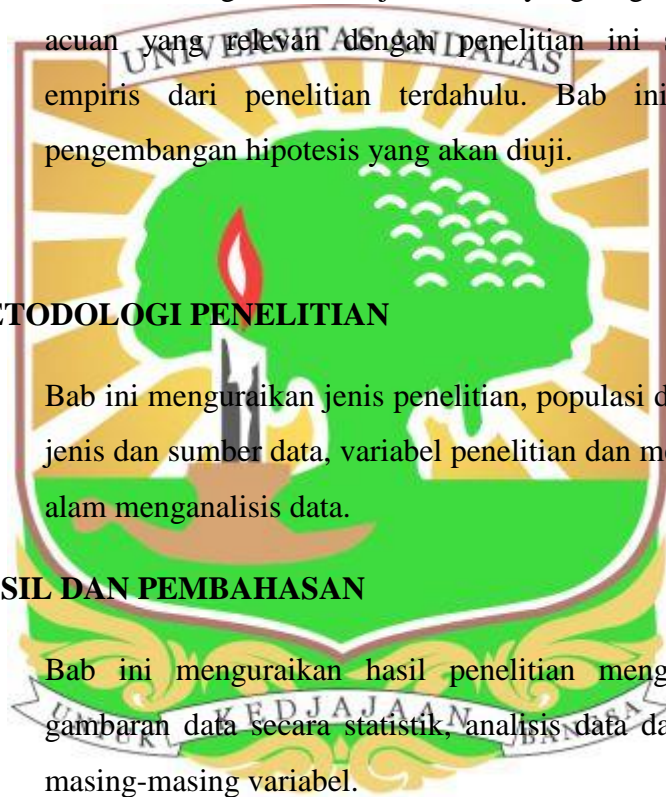 UNIVERSITAS ANDALAS
acuan yang relevan dengan penelitian ini
empiris dari penelitian terdahulu. Bab ini
pengembangan hipotesis yang akan diuji.
ETODOLOGI PENELITIAN
Bab ini menguraikan jenis penelitian, populasi d
jenis dan sumber data, variabel penelitian dan me
alam menganalisis data.
SIL DAN PEMBAHASAN
Bab ini menguraikan hasil penelitian meng
gambaran data secara statistik, analisis data da
masing-masing variabel.
UNTUK KEDJAJAAN BANGSA